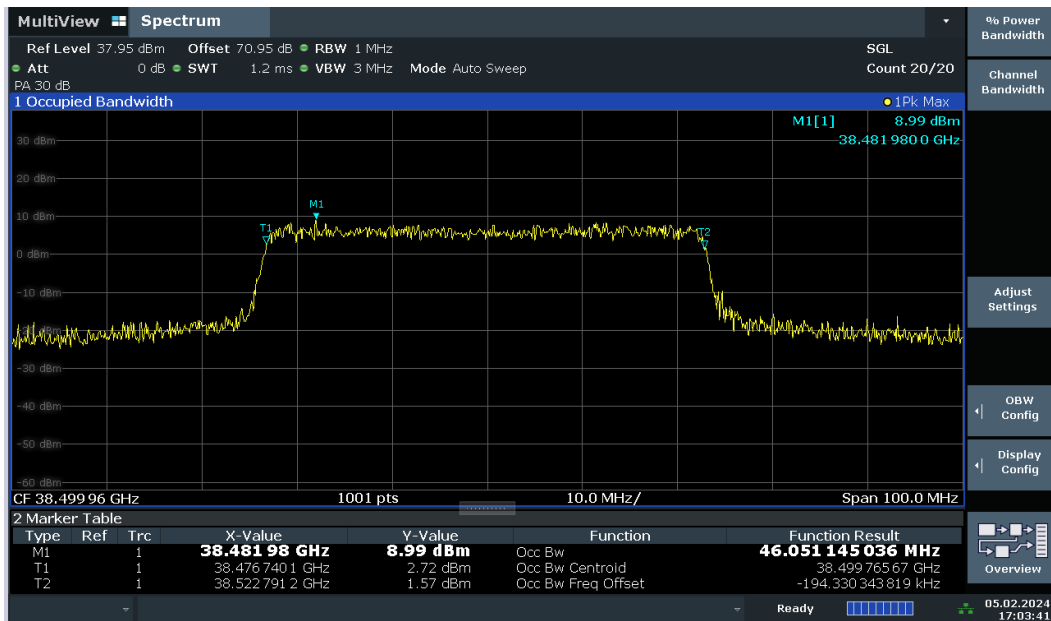 MultiView Spectrum
Ref Level 37.95 dBm Offset 70.95 dB RBW 1 MHz SGL
Att 0 dB SWT 1.2 ms VBW 3 MHz Mode Auto Sweep Count 20/20
PA 30 dB
1 Occupied Bandwidth 1Pk Max
M1[1] 8.99 dBm
38.481 980 0 GHz
30 dBm
20 dBm
M1
10 dBm
T1
T2
0 dBm
-10 dBm
-30 dBm
-40 dBm
-50 dBm
-60 dBm
CF 38.499 96 GHz 1001 pts 10.0 MHz/ Span 100.0 MHz
2 Marker Table
Type Ref Trc X-Value Y-Value Function Function Result
M1 1 38.481 98 GHz 8.99 dBm Occ Bw 46.051 145 036 MHz
T1 1 38.476 740 1 GHz 2.72 dBm Occ Bw Centroid 38.499 765 67 GHz
T2 1 38.522 791 2 GHz 1.57 dBm Occ Bw Freq Offset -194.330 343 819 kHz
Ready 05.02.2024
17:03:41
% Power
Bandwidth
Channel
Bandwidth
Adjust
Settings
OBW
Config
Display
Config
Overview